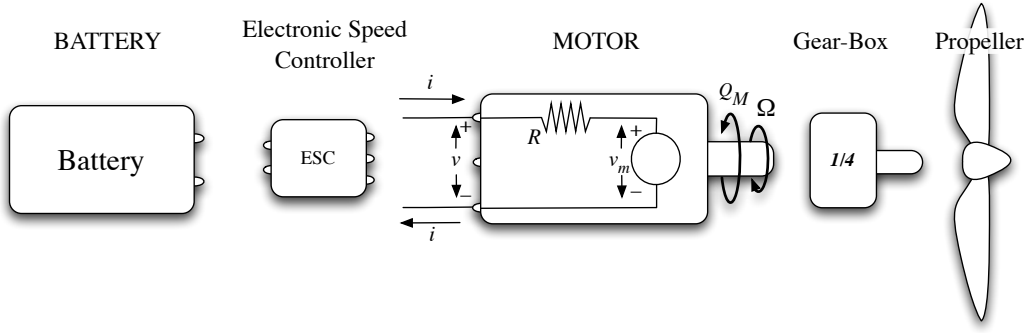 BATTERY
Electronic Speed
Controller
MOTOR
Gear-Box
Propeller
Battery
ESC
i
+
v
−
i
R
+
v_m
−
Q_M
Ω
1/4